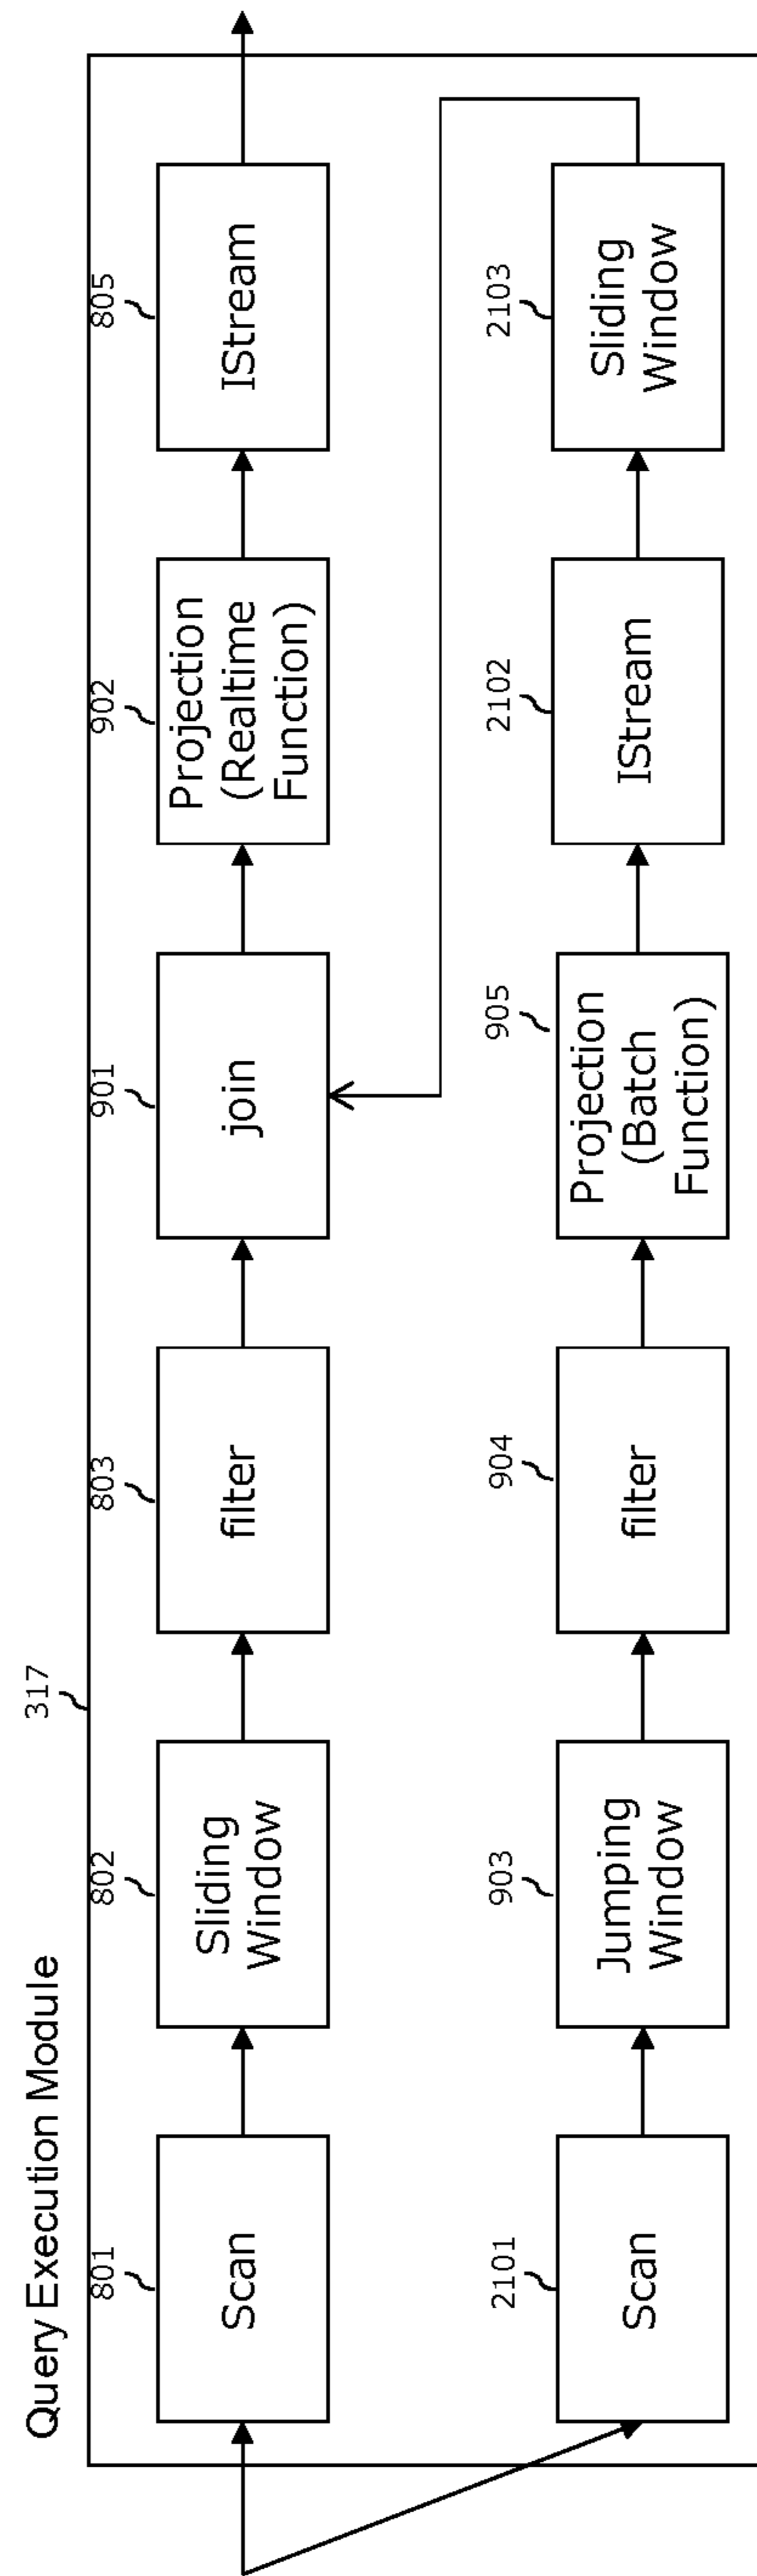 Query Execution Module
317
801
Scan
802
Sliding
Window
803
filter
901
join
902
Projection
(Realtime
Function)
805
IStream
2101
Scan
903
Jumping
Window
904
filter
905
Projection
(Batch
Function)
2102
IStream
2103
Sliding
Window